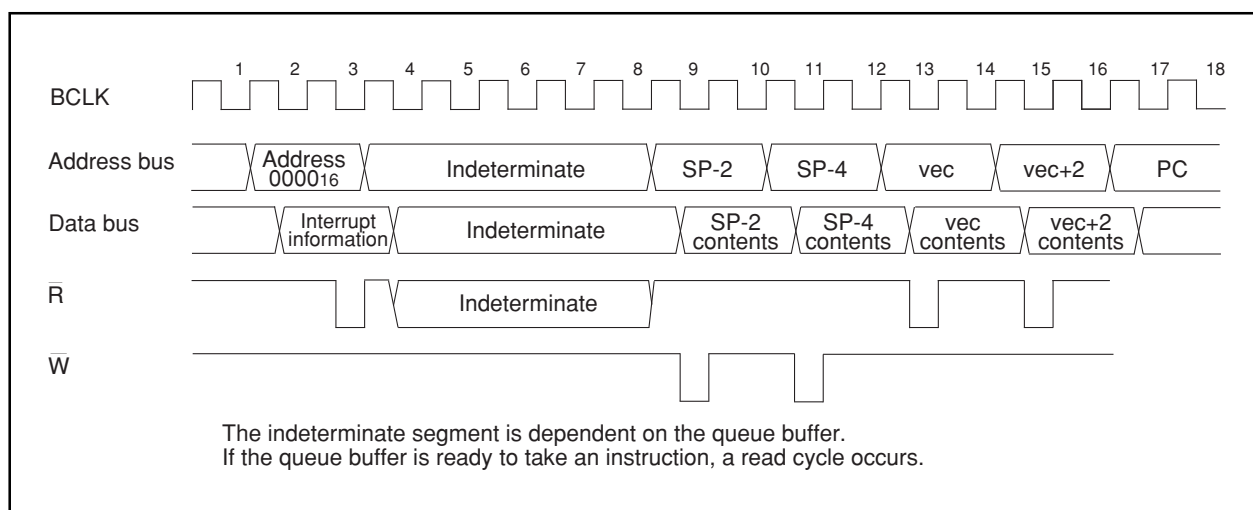 1 2 3 4 5 6 7 8 9 10 11 12 13 14 15 16 17 18
BCLK
Address bus
Address
000016
Indeterminate
SP-2
SP-4
vec
vec+2
PC
Data bus
Interrupt
information
Indeterminate
SP-2
contents
SP-4
contents
vec
contents
vec+2
contents
R
Indeterminate
W
The indeterminate segment is dependent on the queue buffer.
If the queue buffer is ready to take an instruction, a read cycle occurs.